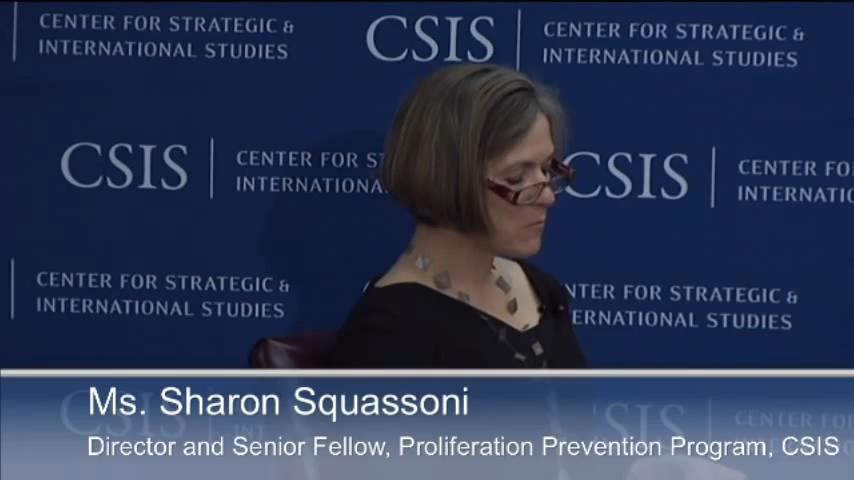 CENTER FOR STRATEGIC &
INTERNATIONAL STUDIES
CSIS
CENTER FOR STRATEGIC &
INTERNATIONAL STUDIES
CSIS
CENTER FOR
INTERNATIONA
CSIS
CENTER FO
INTERNATI
CENTER FOR STRATEGIC &
INTERNATIONAL STUDIES
NTER FOR STRATEGIC &
ERNATIONAL STUDIES
Ms. Sharon Squassoni
Director and Senior Fellow, Proliferation Prevention Program, CSIS